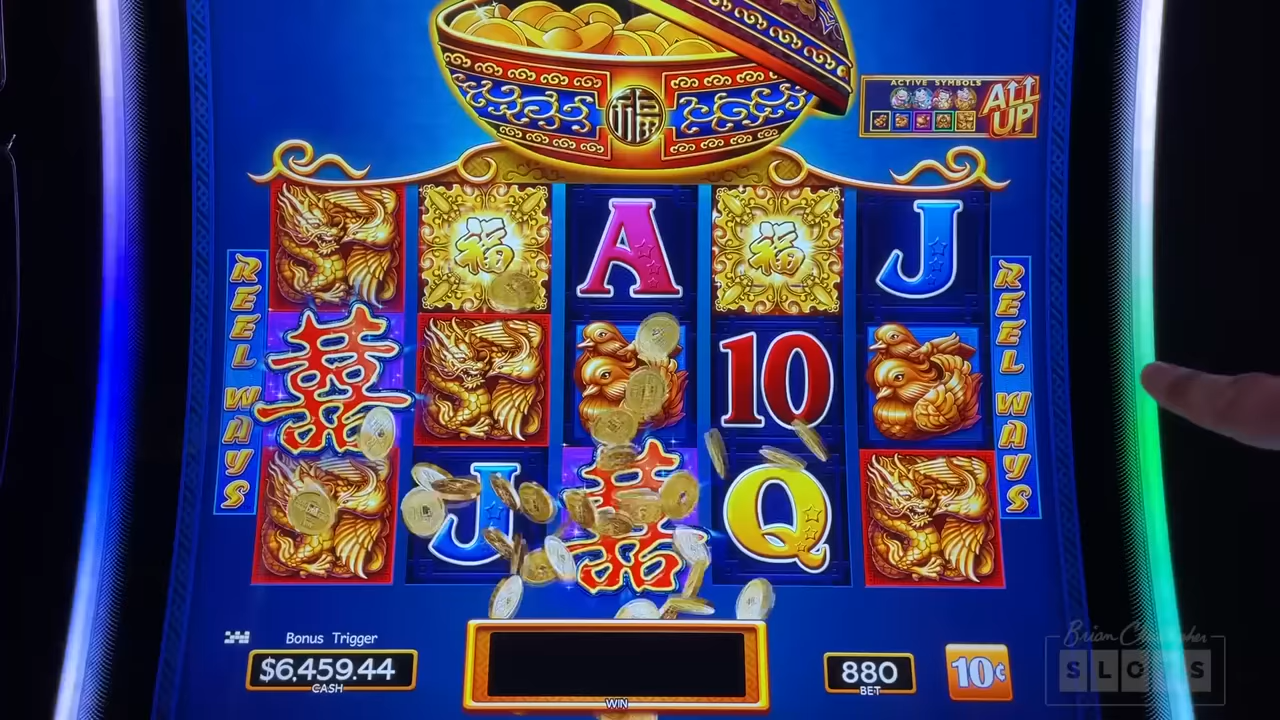 ACTIVE SYMBOLS
ALL
UP
福
福
A
福
J
REEL WAYS
REEL WAYS
囍
10
J
囍
Q
Bonus Trigger
$6,459.44
CASH
WIN
880
BET
10¢
Brian Christopher
SLOTS